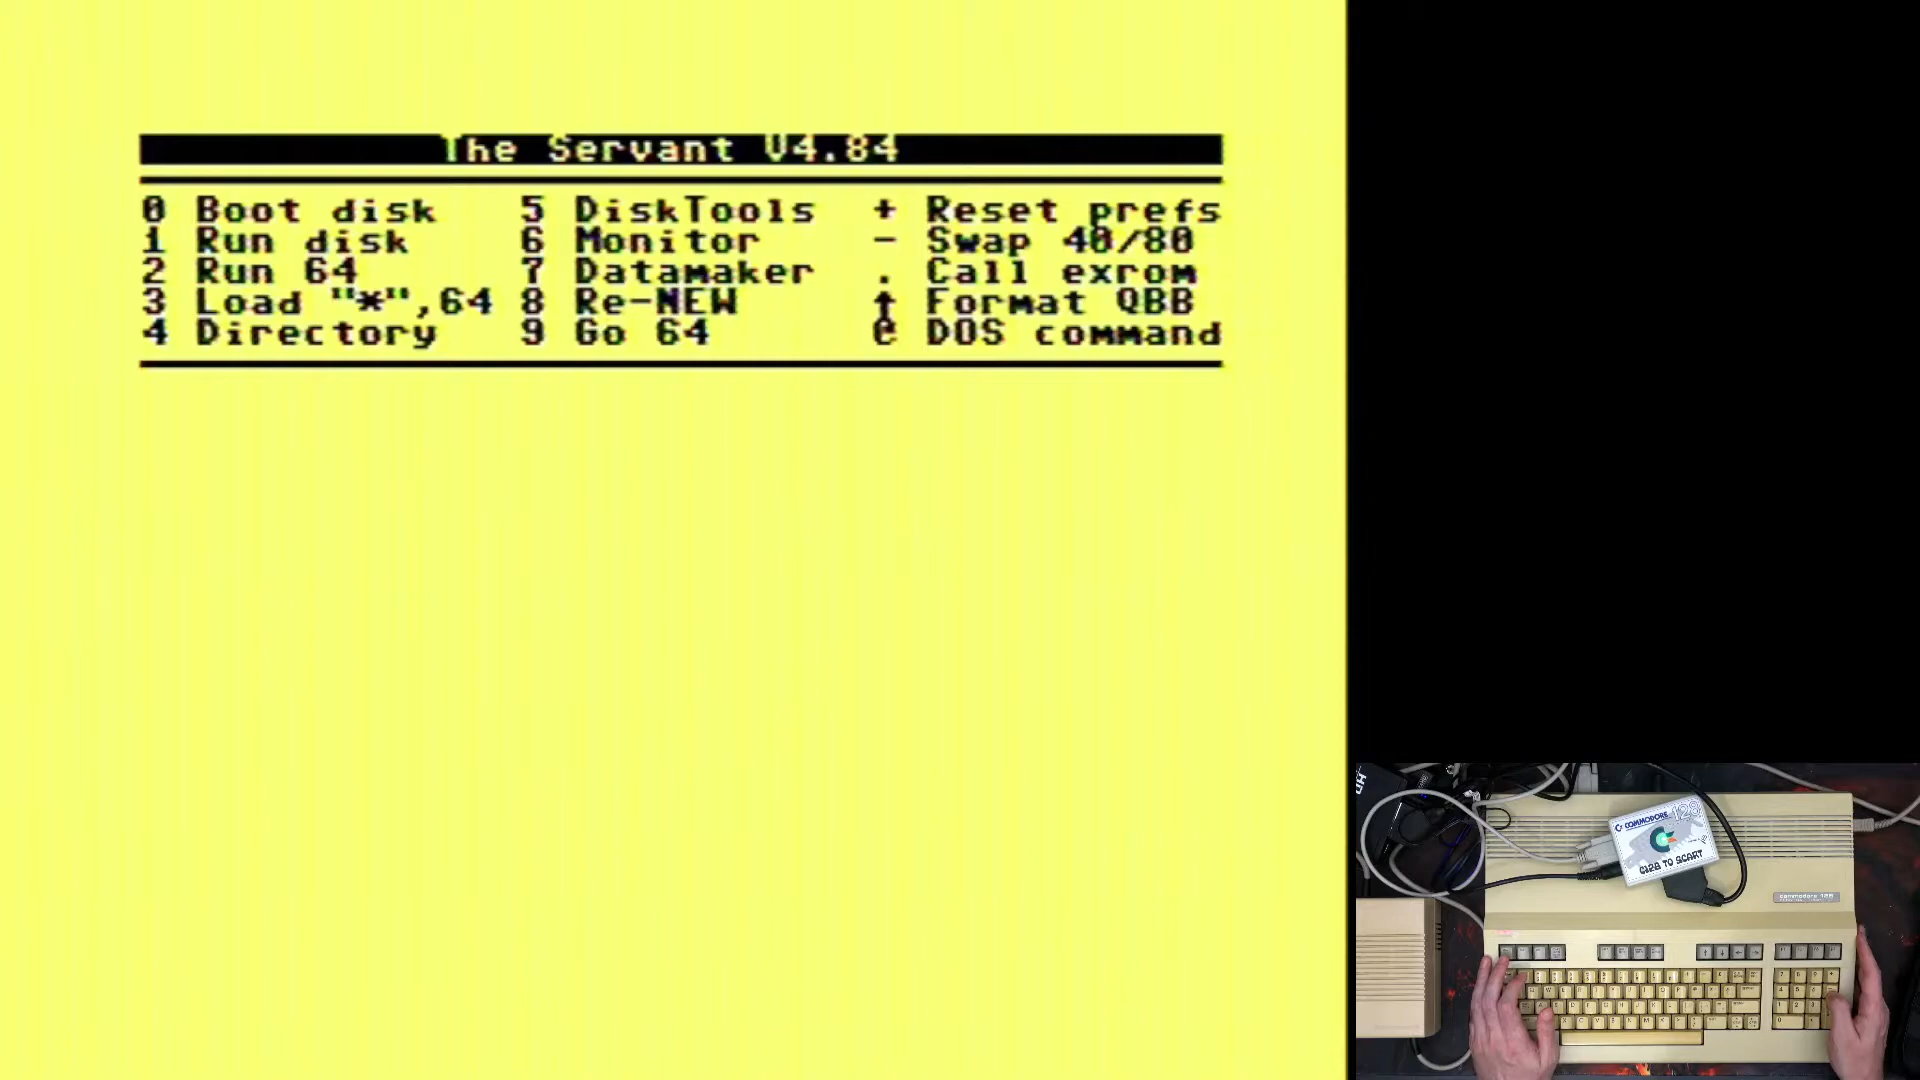 The Servant V4.84
0 Boot disk 5 DiskTools + Reset prefs
1 Run disk 6 Monitor - Swap 40/80
2 Run 64 7 Datamaker . Call exrom
3 Load "*",64 8 Re-NEW ↑ Format QBB
4 Directory 9 Go 64 @ DOS command
COMMODORE 128
C128 TO SCART
commodore 128